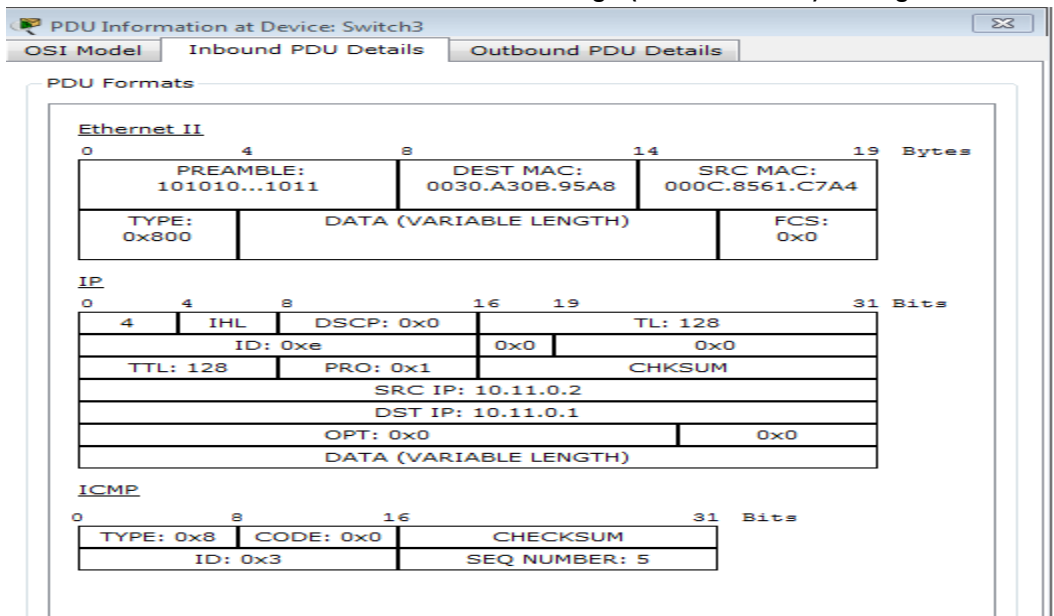 PDU Information at Device: Switch3
OSI Model Inbound PDU Details Outbound PDU Details
PDU Formats
Ethernet II
0 4 8 14 19 Bytes
PREAMBLE: DEST MAC: SRC MAC:
101010...1011 0030.A30B.95A8 000C.8561.C7A4
TYPE: DATA (VARIABLE LENGTH) FCS:
0x800 0x0
IP
0 4 8 16 19 31 Bits
4 IHL DSCP: 0x0 TL: 128
ID: 0xe 0x0 0x0
TTL: 128 PRO: 0x1 CHKSUM
SRC IP: 10.11.0.2
DST IP: 10.11.0.1
OPT: 0x0 0x0
DATA (VARIABLE LENGTH)
ICMP
0 8 16 31 Bits
TYPE: 0x8 CODE: 0x0 CHECKSUM
ID: 0x3 SEQ NUMBER: 5